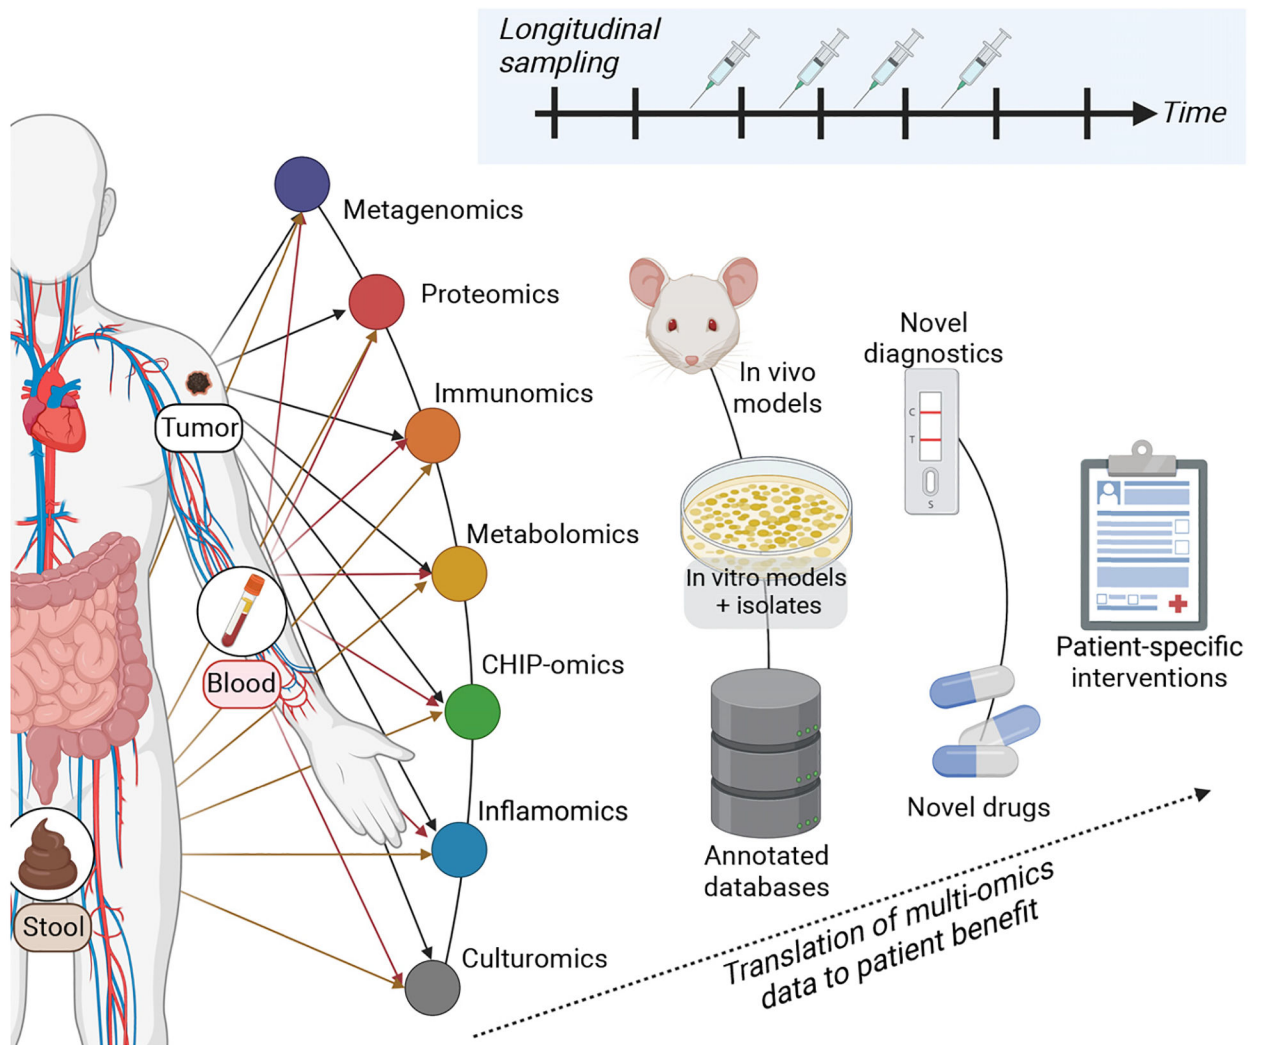 Longitudinal
sampling
Time
Metagenomics
Proteomics
Immunomics
Metabolomics
CHIP-omics
Inflamomics
Culturomics
Tumor
Blood
Stool
In vivo
models
In vitro models
+ isolates
Annotated
databases
Novel
diagnostics
C
T
S
Novel drugs
Patient-specific
interventions
Translation of multi-omics
data to patient benefit